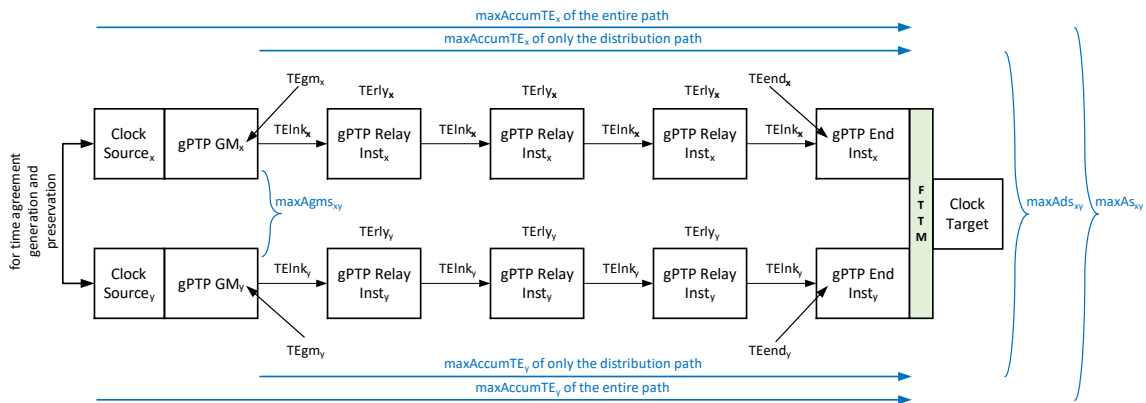 maxAccumTEx of the entire path
maxAccumTEx of only the distribution path
TEgmx
TErlyx
TErlyx
TErlyx
TEendx
Clock
Sourcex
gPTP GMx
TElnkx
gPTP Relay
Instx
TElnkx
gPTP Relay
Instx
TElnkx
gPTP Relay
Instx
TElnkx
gPTP End
Instx
for time agreement
generation and
preservation
maxAgmsxy
F
T
T
M
Clock
Target
maxAdsxy
maxAsxy
TErlyy
TErlyy
TErlyy
Clock
Sourcey
gPTP GMy
TElnky
gPTP Relay
Insty
TElnky
gPTP Relay
Insty
TElnky
gPTP Relay
Insty
TElnky
gPTP End
Insty
TEgmy
TEendy
maxAccumTEy of only the distribution path
maxAccumTEy of the entire path